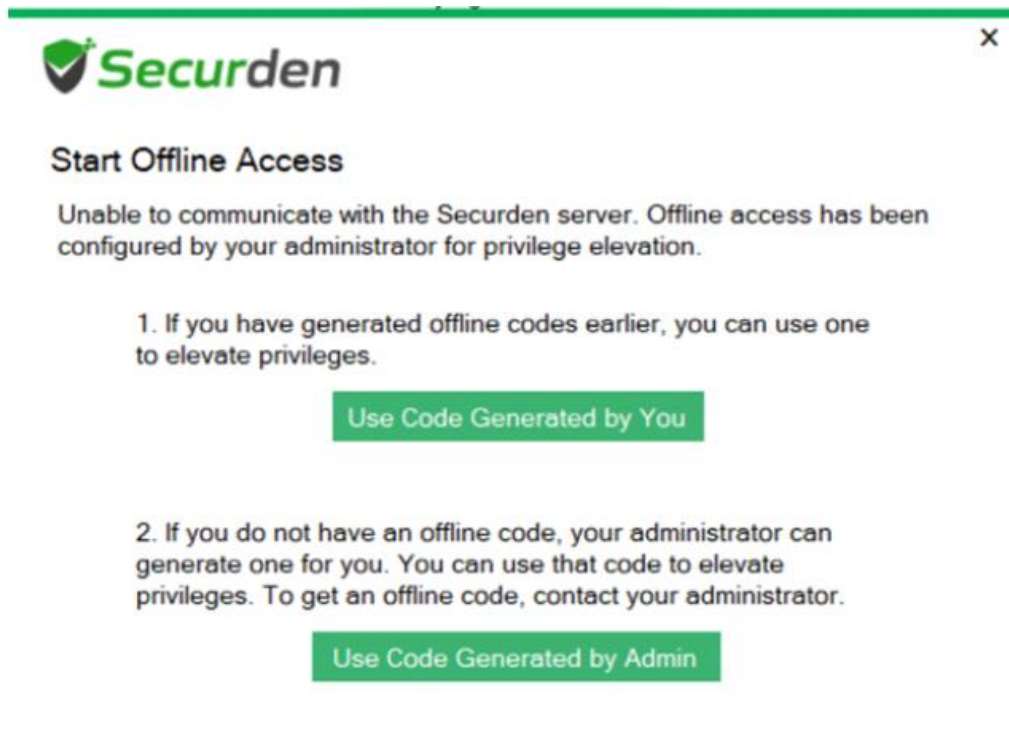 Securden
Start Offline Access
Unable to communicate with the Securden server. Offline access has been
configured by your administrator for privilege elevation.
1. If you have generated offline codes earlier, you can use one
to elevate privileges.
Use Code Generated by You
2. If you do not have an offline code, your administrator can
generate one for you. You can use that code to elevate
privileges. To get an offline code, contact your administrator.
Use Code Generated by Admin